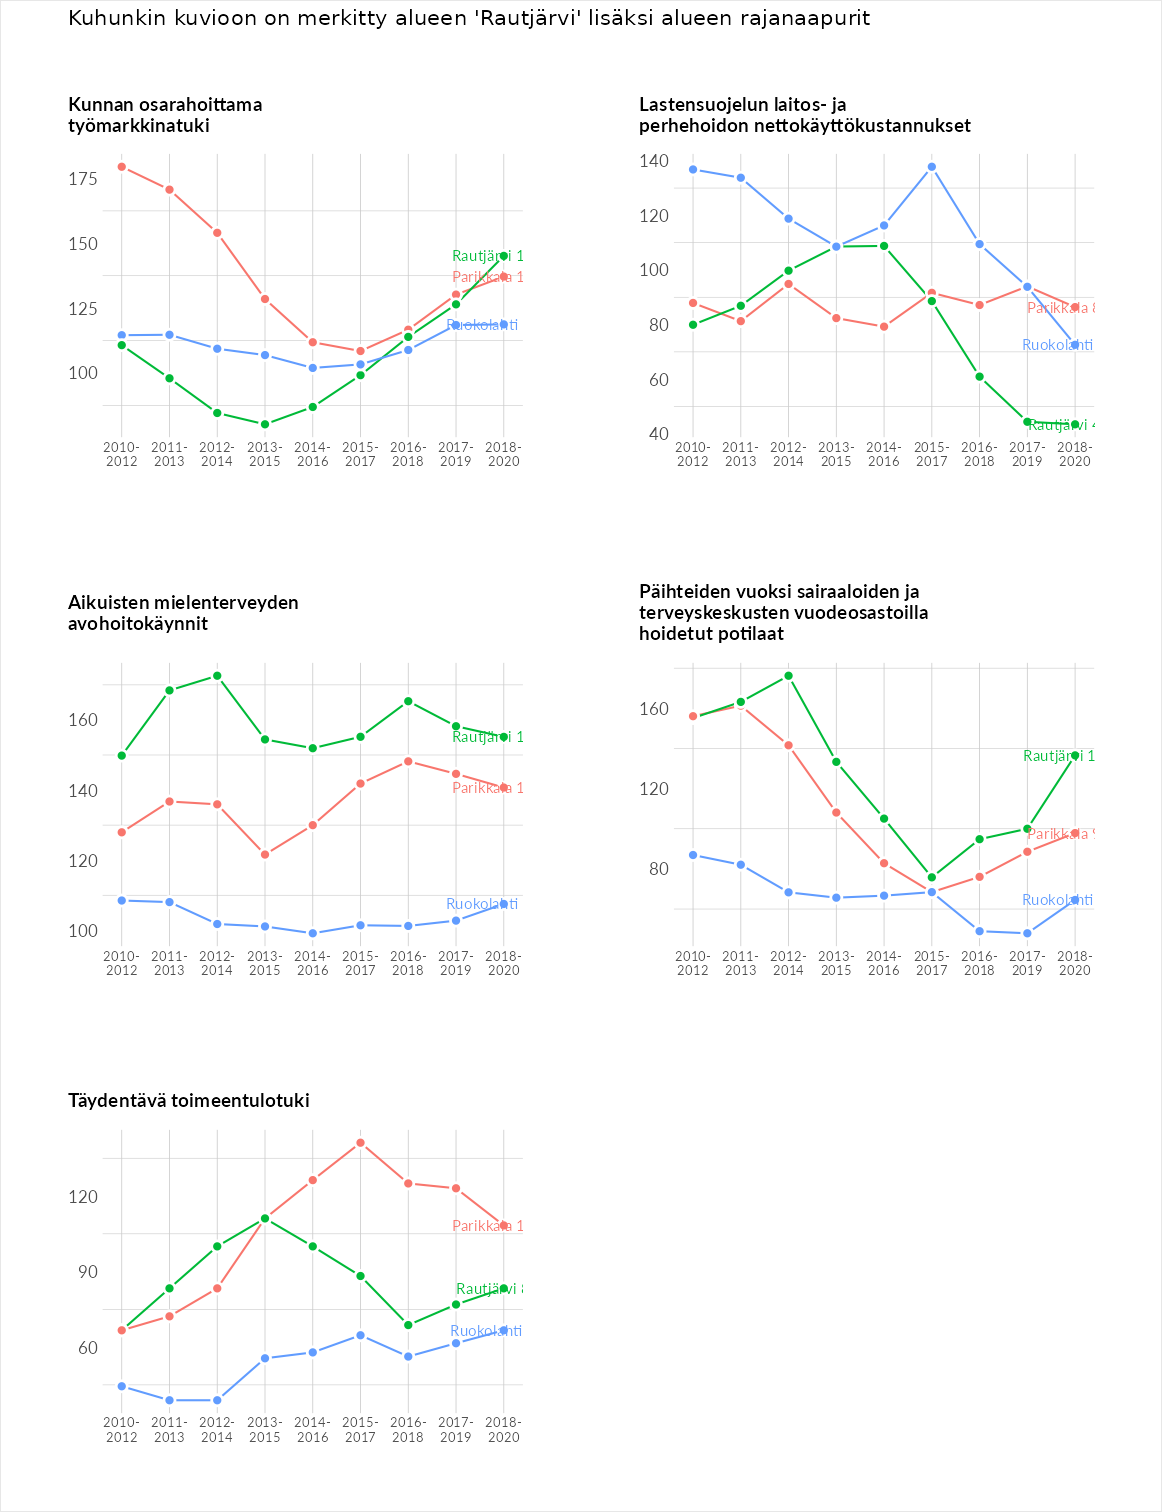 Kuhunkin kuvioon on merkitty alueen 'Rautjärvi' lisäksi alueen rajanaapurit
Kunnan osarahoittama
työmarkkinatuki
175
150
125
100
Rautjärvi 1
Parikkala 1
Ruokolahti
2010- 2011- 2012- 2013- 2014- 2015- 2016- 2017- 2018-
2012 2013 2014 2015 2016 2017 2018 2019 2020
Lastensuojelun laitos- ja
perhehoidon nettokäyttökustannukset
140
120
100
80
60
40
Parikkala 8
Ruokolahti
Rautjärvi 4
2010- 2011- 2012- 2013- 2014- 2015- 2016- 2017- 2018-
2012 2013 2014 2015 2016 2017 2018 2019 2020
Aikuisten mielenterveyden
avohoitokäynnit
160
140
120
100
Rautjärvi 1
Parikkala 1
Ruokolahti
2010- 2011- 2012- 2013- 2014- 2015- 2016- 2017- 2018-
2012 2013 2014 2015 2016 2017 2018 2019 2020
Päihteiden vuoksi sairaaloiden ja
terveyskeskusten vuodeosastoilla
hoidetut potilaat
160
120
80
Rautjärvi 1
Parikkala 9
Ruokolahti
2010- 2011- 2012- 2013- 2014- 2015- 2016- 2017- 2018-
2012 2013 2014 2015 2016 2017 2018 2019 2020
Täydentävä toimeentulotuki
120
90
60
Parikkala 1
Rautjärvi 8
Ruokolahti
2010- 2011- 2012- 2013- 2014- 2015- 2016- 2017- 2018-
2012 2013 2014 2015 2016 2017 2018 2019 2020